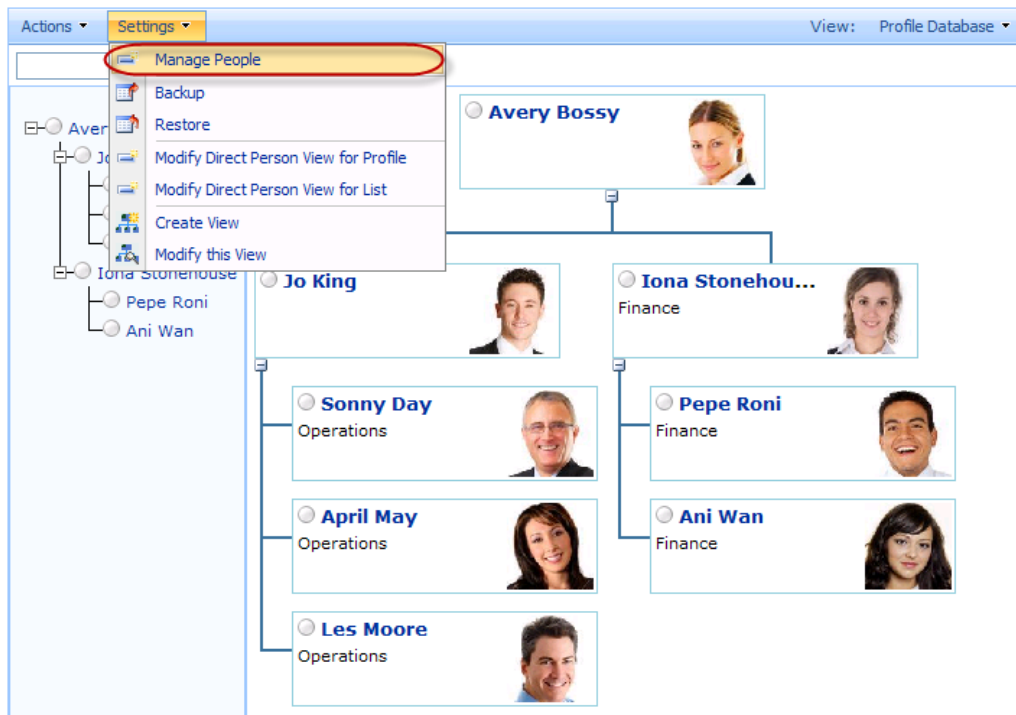 Actions Settings View: Profile Database
Manage People
Backup
Restore
Modify Direct Person View for Profile
Modify Direct Person View for List
Create View
Modify this View
Aver
Jo
Iona Stonehouse
Pepe Roni
Ani Wan
Avery Bossy
Jo King
Iona Stonehou...
Finance
Sonny Day
Operations
Pepe Roni
Finance
April May
Operations
Ani Wan
Finance
Les Moore
Operations